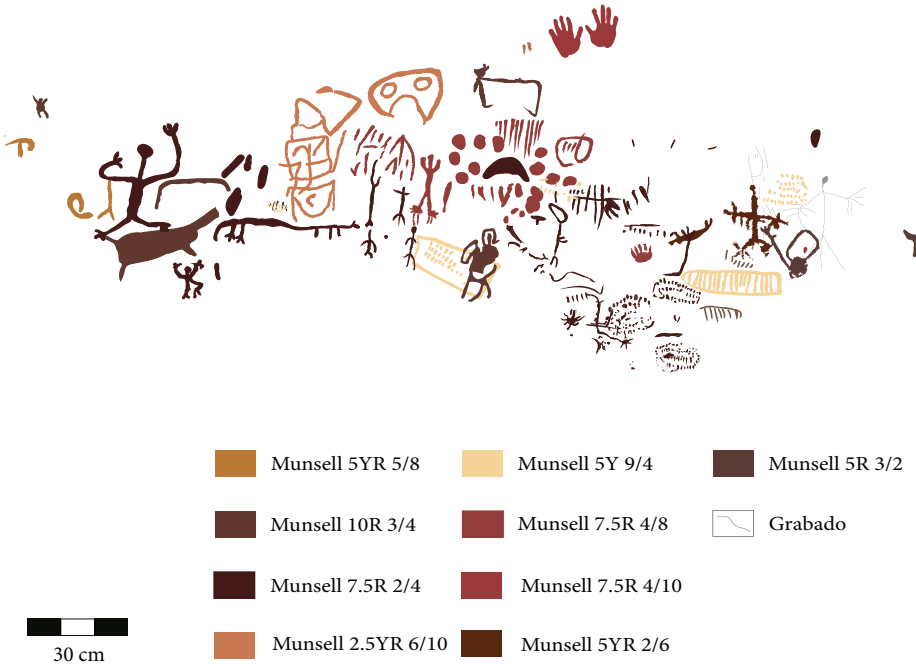 Munsell 5YR 5/8
Munsell 5Y 9/4
Munsell 5R 3/2
Munsell 10R 3/4
Munsell 7.5R 4/8
Grabado
Munsell 7.5R 2/4
Munsell 7.5R 4/10
Munsell 2.5YR 6/10
Munsell 5YR 2/6
30 cm